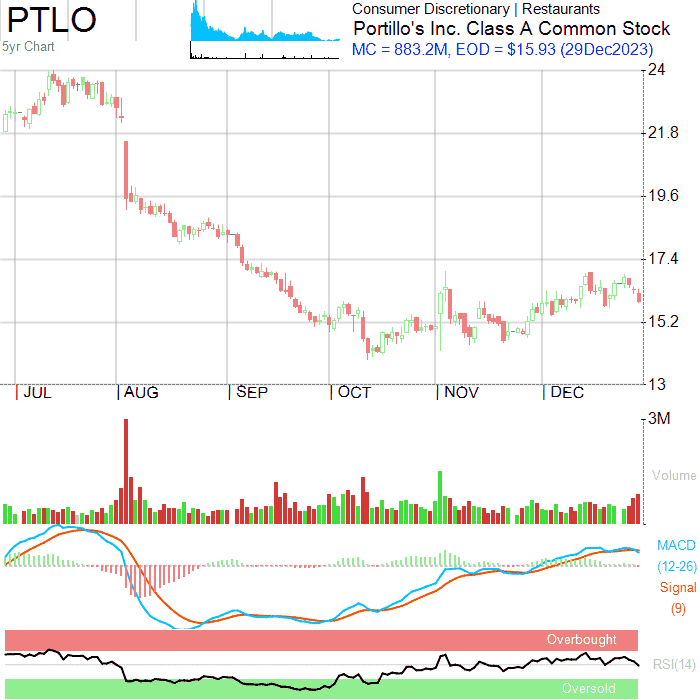 PTLO
5yr Chart
Consumer Discretionary | Restaurants
Portillo's Inc. Class A Common Stock
MC = 883.2M, EOD = $15.93 (29Dec2023)
24
21.8
19.6
17.4
15.2
13
JUL AUG SEP OCT NOV DEC
3M
Volume
MACD
(12-26)
Signal
(9)
Overbought
RSI(14)
Oversold